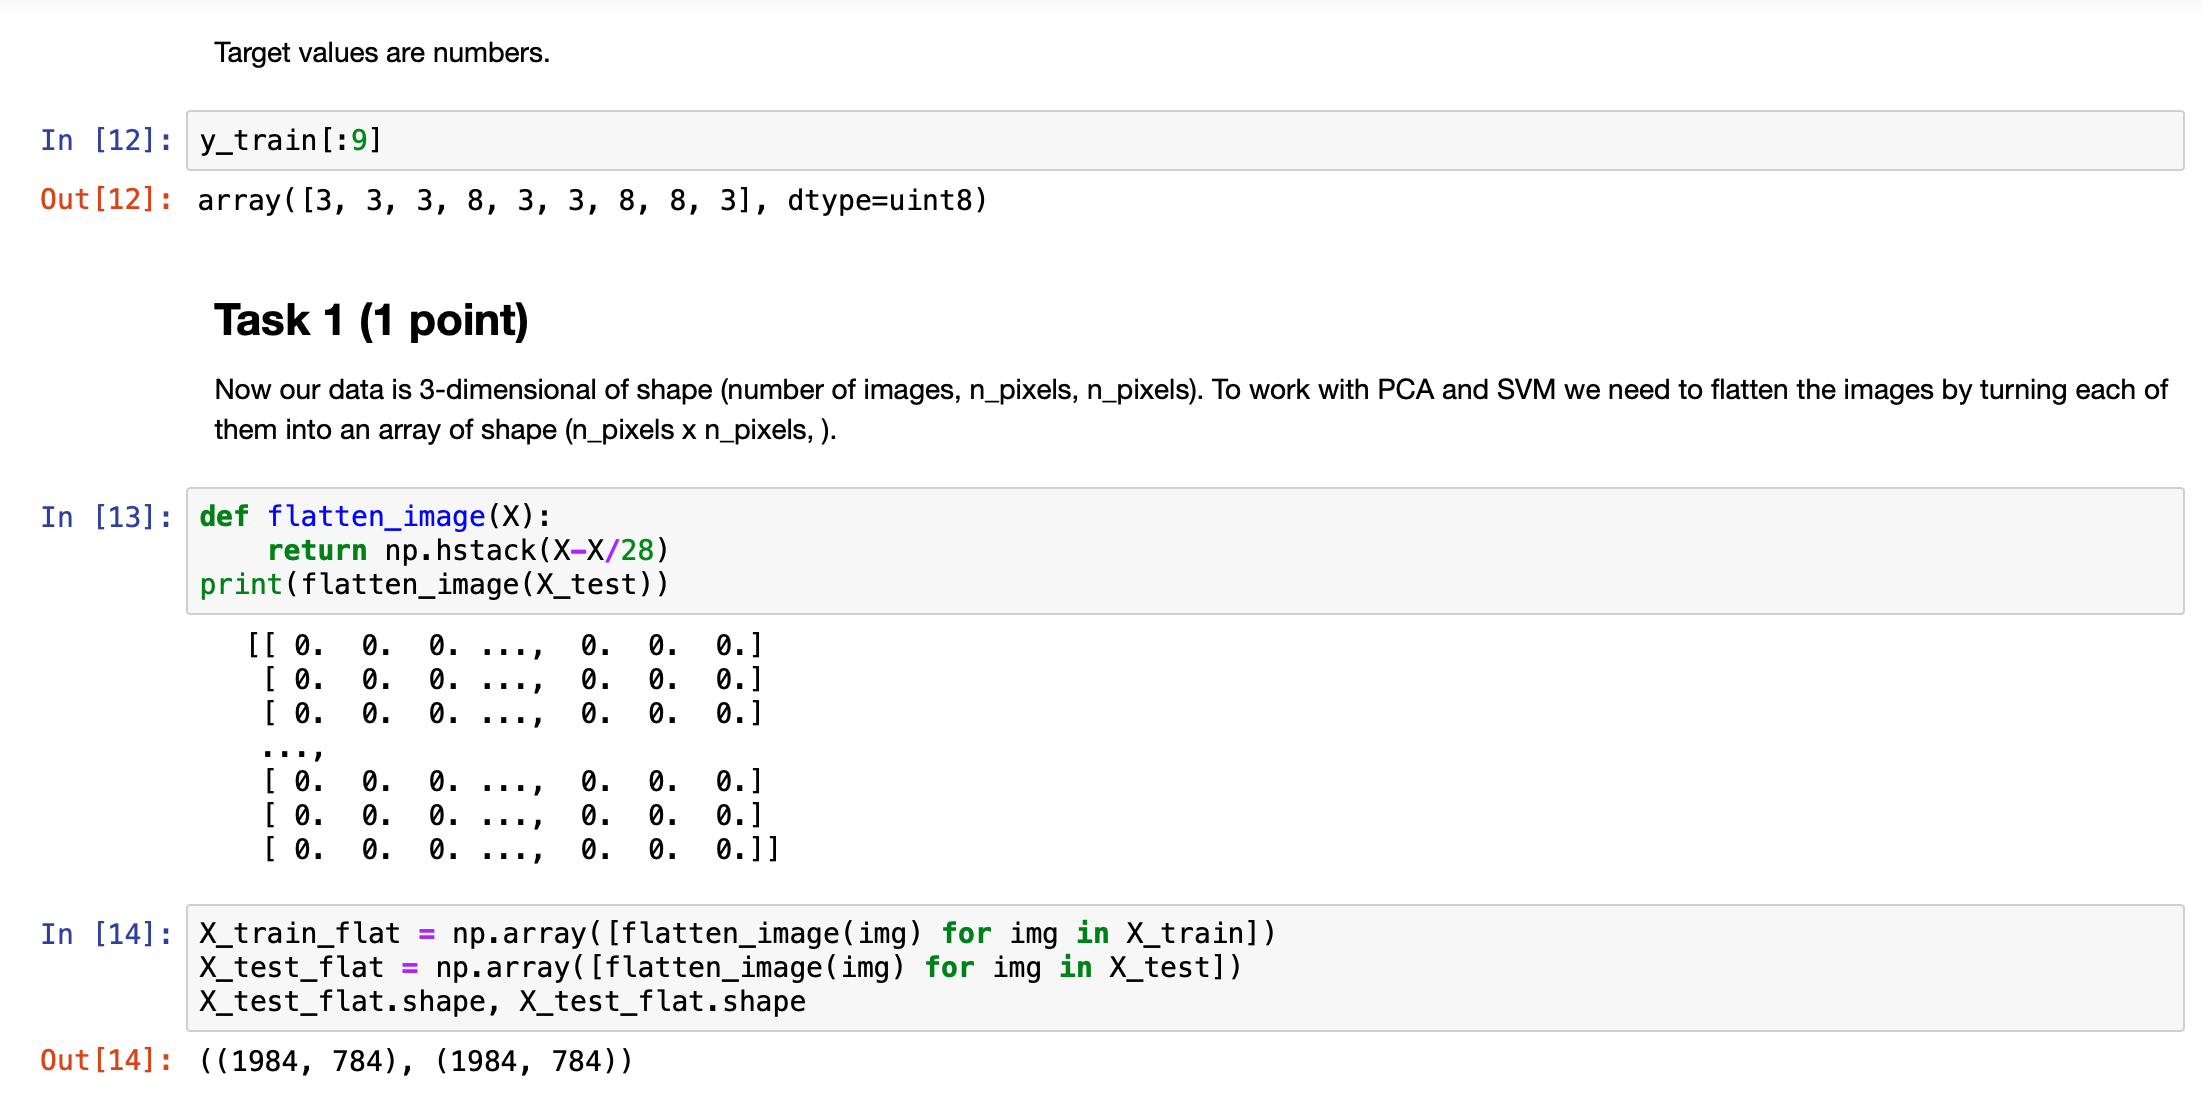 Target values are numbers.
In [12]: y_train[:9]
Out[12]: array([3, 3, 3, 8, 3, 3, 8, 8, 3], dtype=uint8)
Task 1 (1 point)
Now our data is 3-dimensional of shape (number of images, n_pixels, n_pixels). To work with PCA and SVM we need to flatten the images by turning each of
them into an array of shape (n_pixels x n_pixels, ).
In [13]: def flatten_image(X):
    return np.hstack(X-X/28)
print(flatten_image(X_test))
[[ 0.  0.  0. ...,  0.  0.  0.]
 [ 0.  0.  0. ...,  0.  0.  0.]
 [ 0.  0.  0. ...,  0.  0.  0.]
 ...,
 [ 0.  0.  0. ...,  0.  0.  0.]
 [ 0.  0.  0. ...,  0.  0.  0.]
 [ 0.  0.  0. ...,  0.  0.  0.]]
In [14]: X_train_flat = np.array([flatten_image(img) for img in X_train])
X_test_flat = np.array([flatten_image(img) for img in X_test])
X_test_flat.shape, X_test_flat.shape
Out[14]: ((1984, 784), (1984, 784))